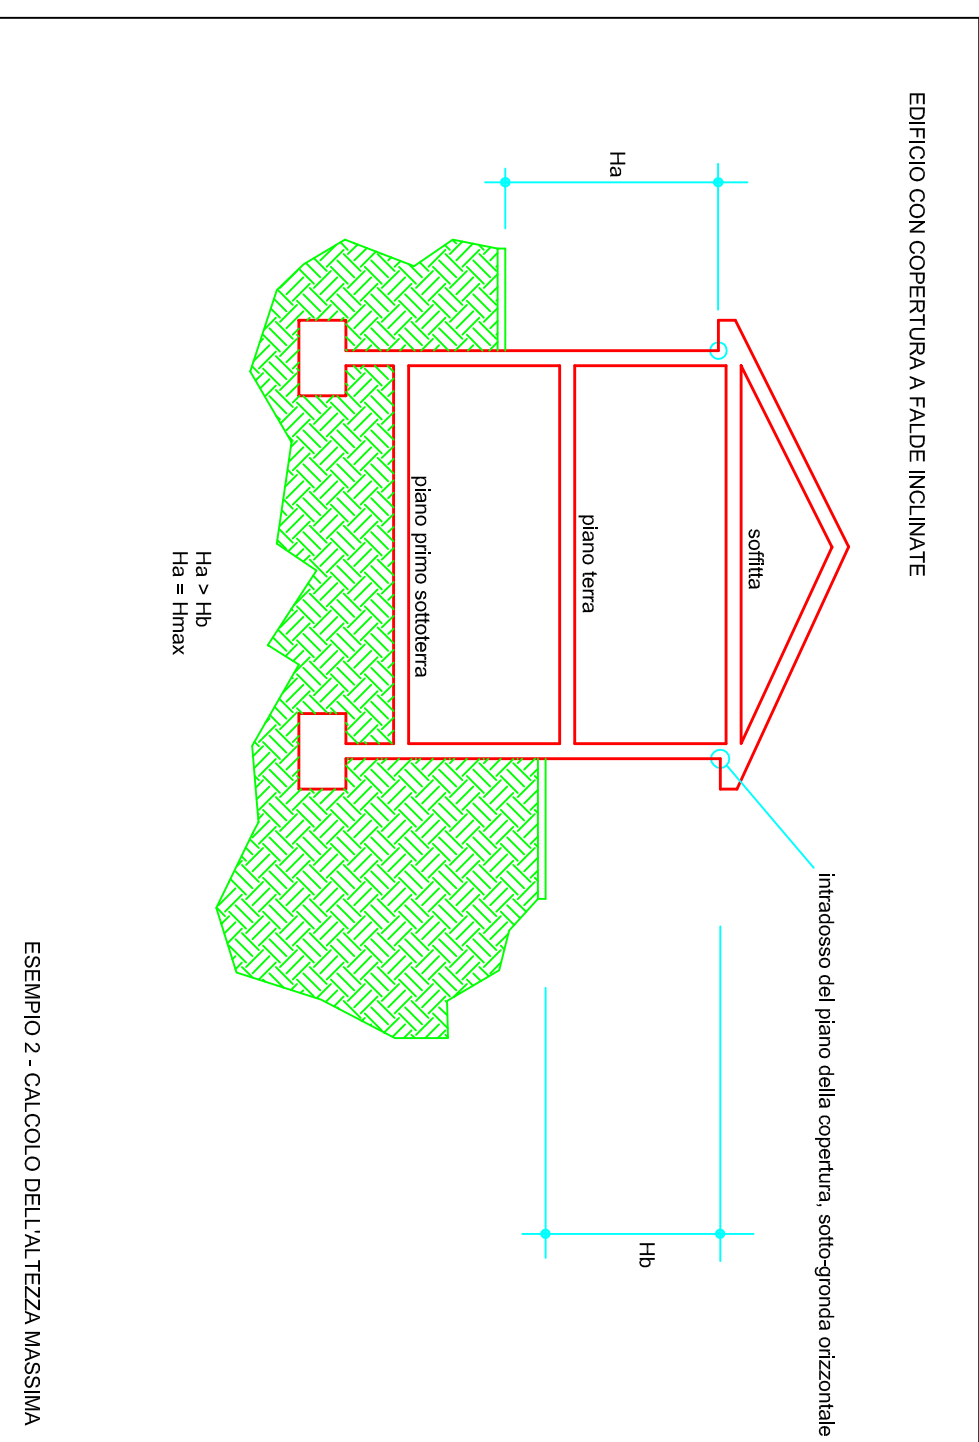 EDIFICIO CON COPERTURA A FALDE INCLINATE
intradosso del piano della copertura, sotto-gronda orizzontale
soffitta
Ha
Hb
piano terra
piano primo sottoterra
Ha > Hb
Ha = Hmax
ESEMPIO 2 - CALCOLO DELL'ALTEZZA MASSIMA